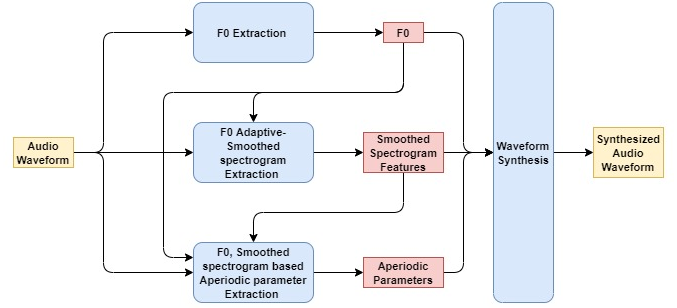 F0 Extraction
F0
Audio
Waveform
F0 Adaptive-
Smoothed
spectrogram
Extraction
Smoothed
Spectrogram
Features
Waveform
Synthesis
Synthesized
Audio
Waveform
F0, Smoothed
spectrogram based
Aperiodic parameter
Extraction
Aperiodic
Parameters